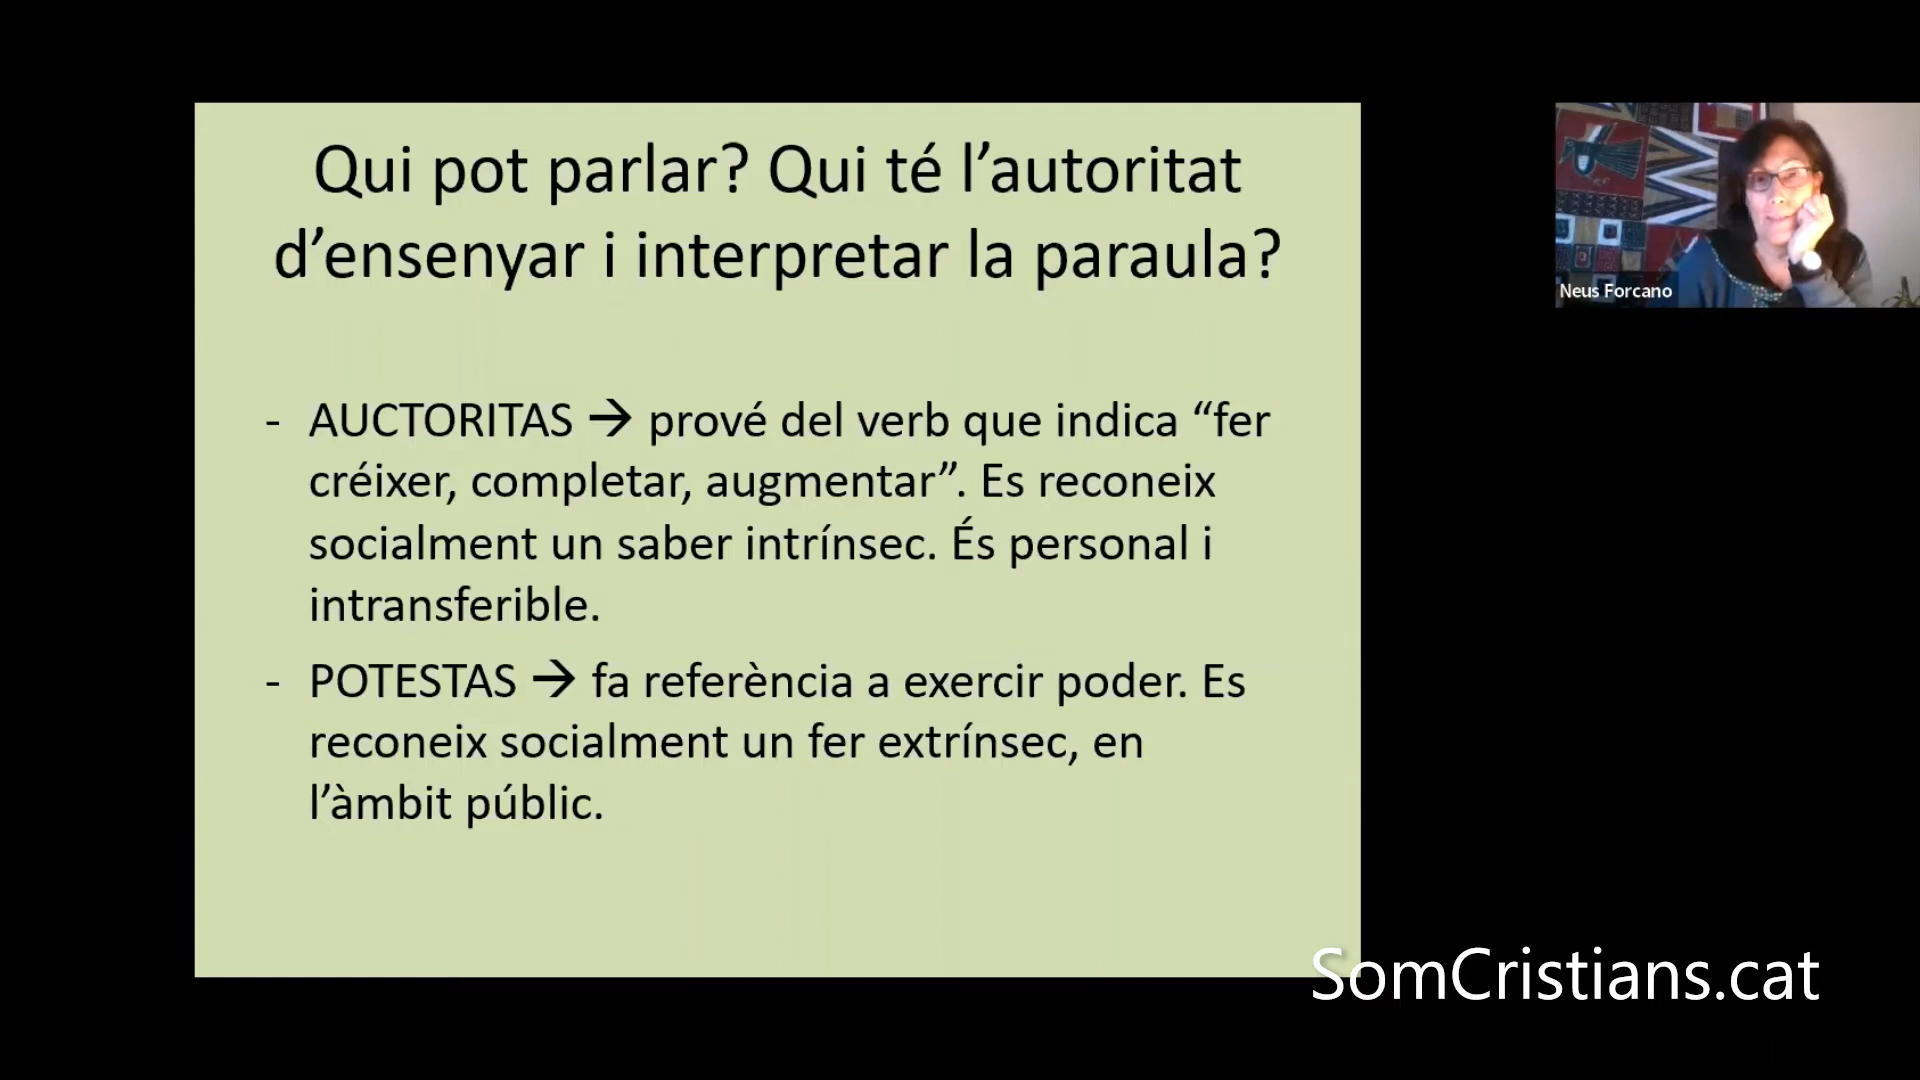 Qui pot parlar? Qui té l’autoritat
d’ensenyar i interpretar la paraula?
- AUCTORITAS → prové del verb que indica “fer
créixer, completar, augmentar”. Es reconeix
socialment un saber intrínsec. És personal i
intransferible.
- POTESTAS → fa referència a exercir poder. Es
reconeix socialment un fer extrínsec, en
l’àmbit públic.
Neus Forcano
SomCristians.cat